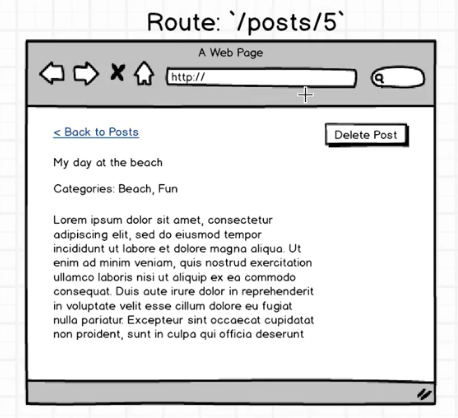 Route: `/posts/5`
A Web Page
http://
< Back to Posts
Delete Post
My day at the beach
Categories: Beach, Fun
Lorem ipsum dolor sit amet, consectetur
adipiscing elit, sed do eiusmod tempor
incididunt ut labore et dolore magna aliqua. Ut
enim ad minim veniam, quis nostrud exercitation
ullamco laboris nisi ut aliquip ex ea commodo
consequat. Duis aute irure dolor in reprehenderit
in voluptate velit esse cillum dolore eu fugiat
nulla pariatur. Excepteur sint occaecat cupidatat
non proident, sunt in culpa qui officia deserunt